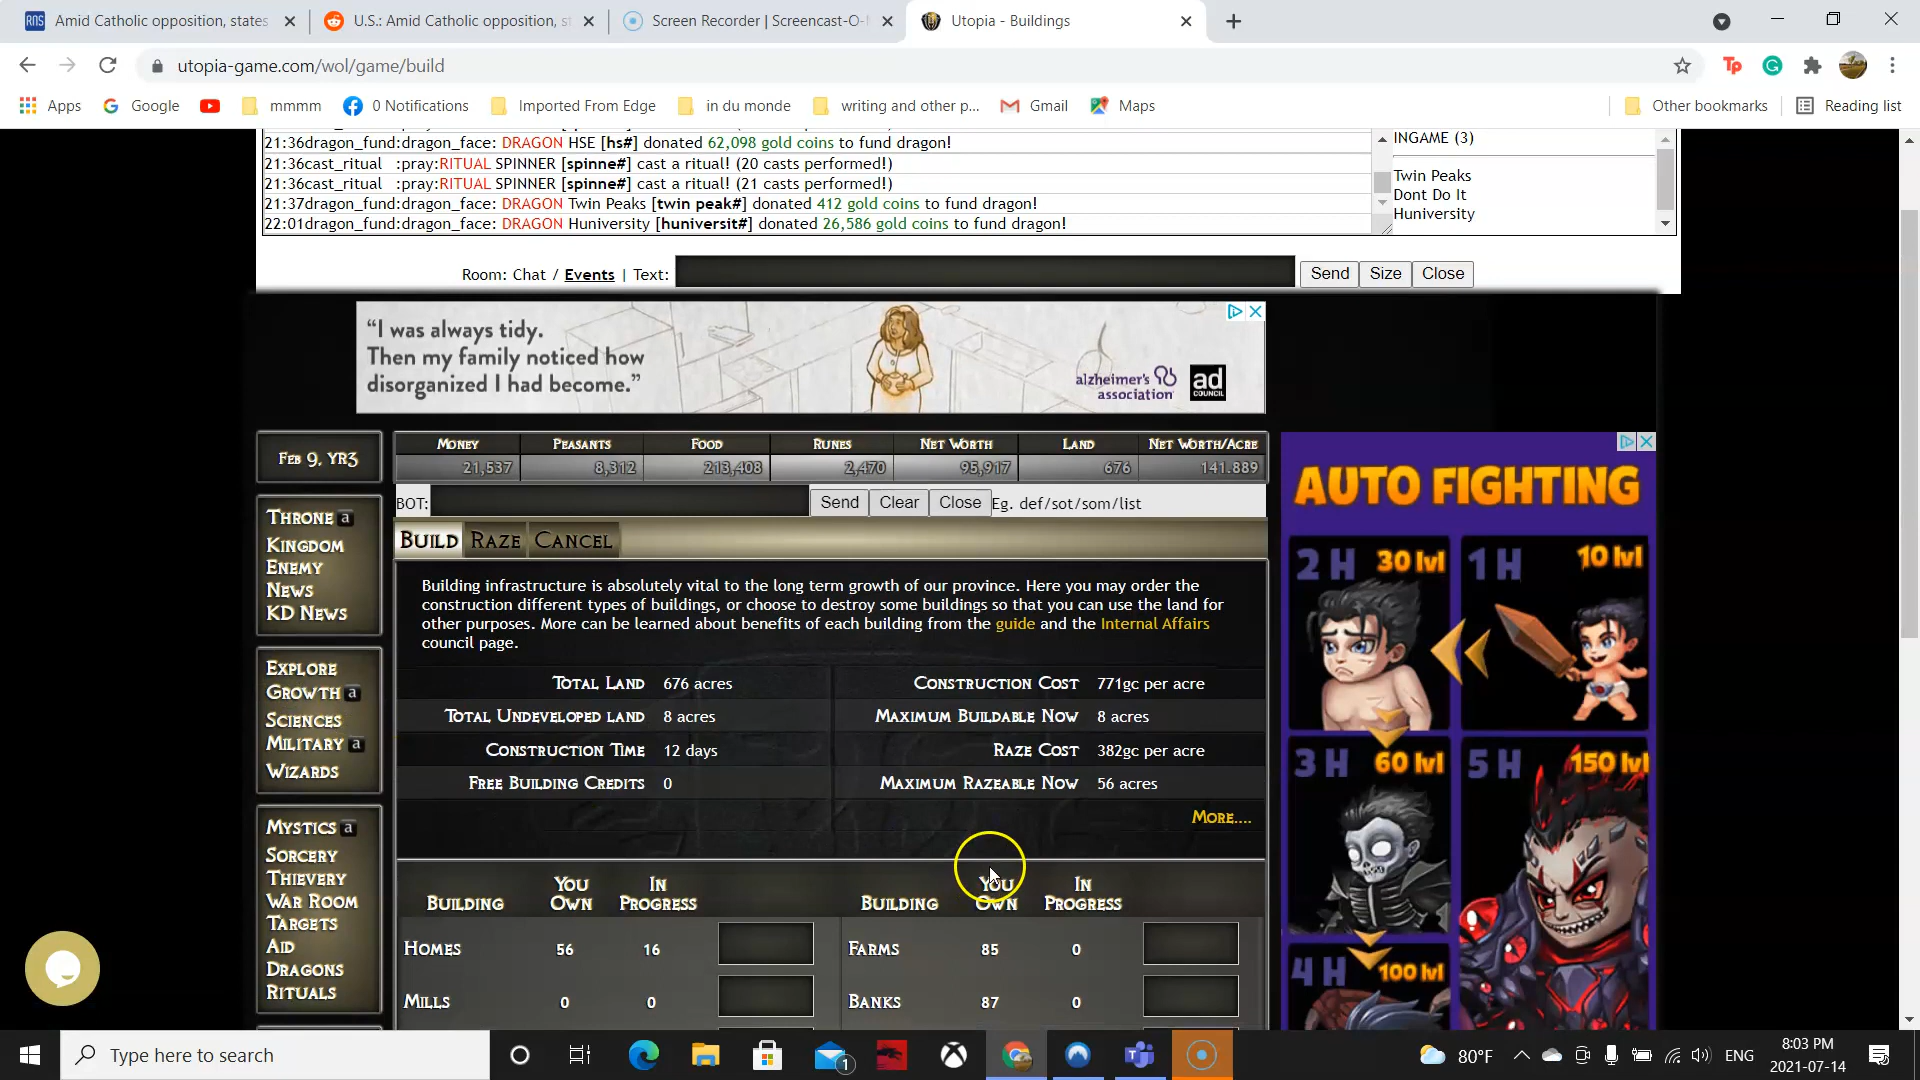 RNS Amid Catholic opposition, states
U.S.: Amid Catholic opposition, st
Screen Recorder | Screencast-O-M
Utopia - Buildings
utopia-game.com/wol/game/build
Apps
Google
mmmm
0 Notifications
Imported From Edge
in du monde
writing and other p...
Gmail
Maps
Other bookmarks
Reading list
21:36dragon_fund:dragon_face: DRAGON HSE [hs#] donated 62,098 gold coins to fund dragon!
21:36cast_ritual :pray:RITUAL SPINNER [spinne#] cast a ritual! (20 casts performed!)
21:36cast_ritual :pray:RITUAL SPINNER [spinne#] cast a ritual! (21 casts performed!)
21:37dragon_fund:dragon_face: DRAGON Twin Peaks [twin peak#] donated 412 gold coins to fund dragon!
22:01dragon_fund:dragon_face: DRAGON Huniversity [huniversit#] donated 26,586 gold coins to fund dragon!
INGAME (3)
Twin Peaks
Dont Do It
Huniversity
Room: Chat / Events | Text:
Send Size Close
"I was always tidy.
Then my family noticed how
disorganized I had become."
alzheimer's association
ad COUNCIL
Feb 9, YR3
Money Peasants Food Runes Net Worth Land Net Worth/Acre
21,537 8,312 213,408 2,470 95,917 676 141.889
BOT: Send Clear Close Eg. def/sot/som/list
Throne a
Kingdom
Enemy
News
KD News
Explore
Growth a
Sciences
Military a
Wizards
Mystics a
Sorcery
Thievery
War Room
Targets
Aid
Dragons
Rituals
Build Raze Cancel
Building infrastructure is absolutely vital to the long term growth of our province. Here you may order the
construction different types of buildings, or choose to destroy some buildings so that you can use the land for
other purposes. More can be learned about benefits of each building from the guide and the Internal Affairs
council page.
Total Land 676 acres Construction Cost 771gc per acre
Total Undeveloped land 8 acres Maximum Buildable Now 8 acres
Construction Time 12 days Raze Cost 382gc per acre
Free Building Credits 0 Maximum Razeable Now 56 acres
More....
Building You Own In Progress Building You Own In Progress
Homes 56 16 Farms 85 0
Mills 0 0 Banks 87 0
AUTO FIGHTING
2 H 30 lvl
1 H 10 lvl
3 H 60 lvl
5 H 150 lvl
4 H 100 lvl
Type here to search
1
80°F
ENG
8:03 PM
2021-07-14